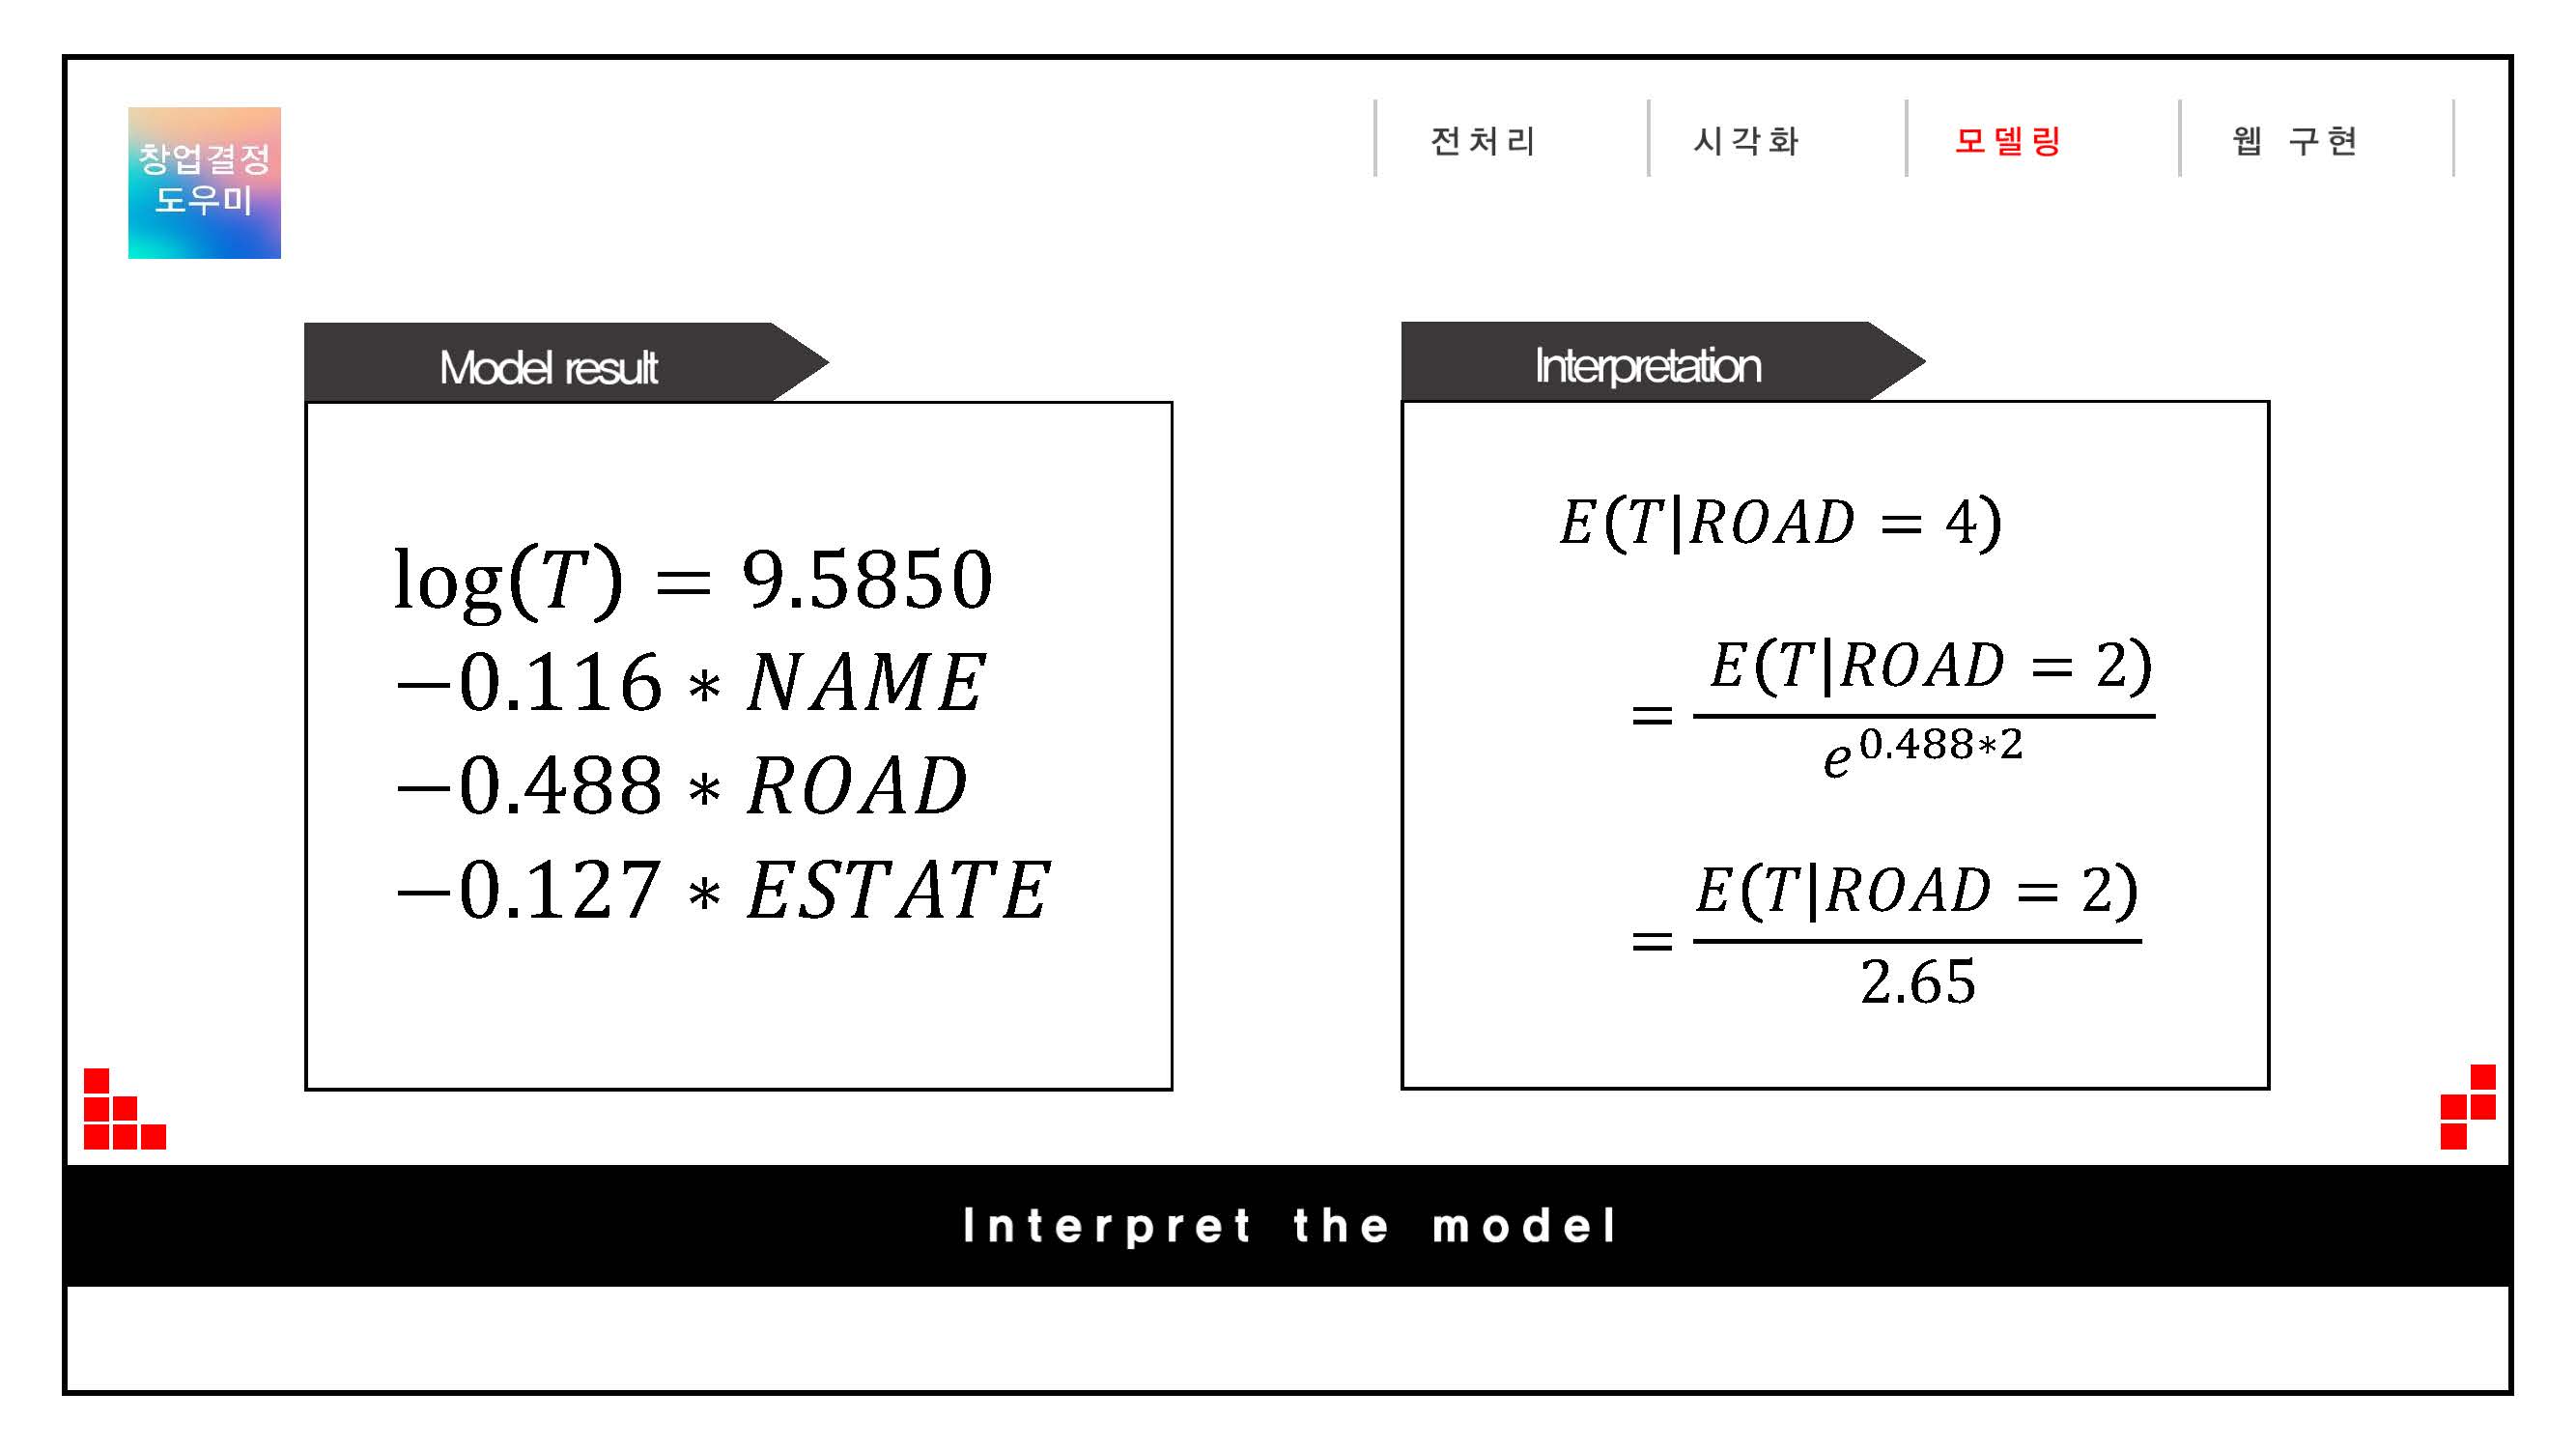 창업결정
도우미
전처리
시각화
모델링
웹 구현
Model result
log(T) = 9.5850
−0.116 ∗ NAME
−0.488 ∗ ROAD
−0.127 ∗ ESTATE
Interpretation
E(T|ROAD = 4)
= E(T|ROAD = 2)
e^0.488∗2
= E(T|ROAD = 2)
2.65
Interpret the model